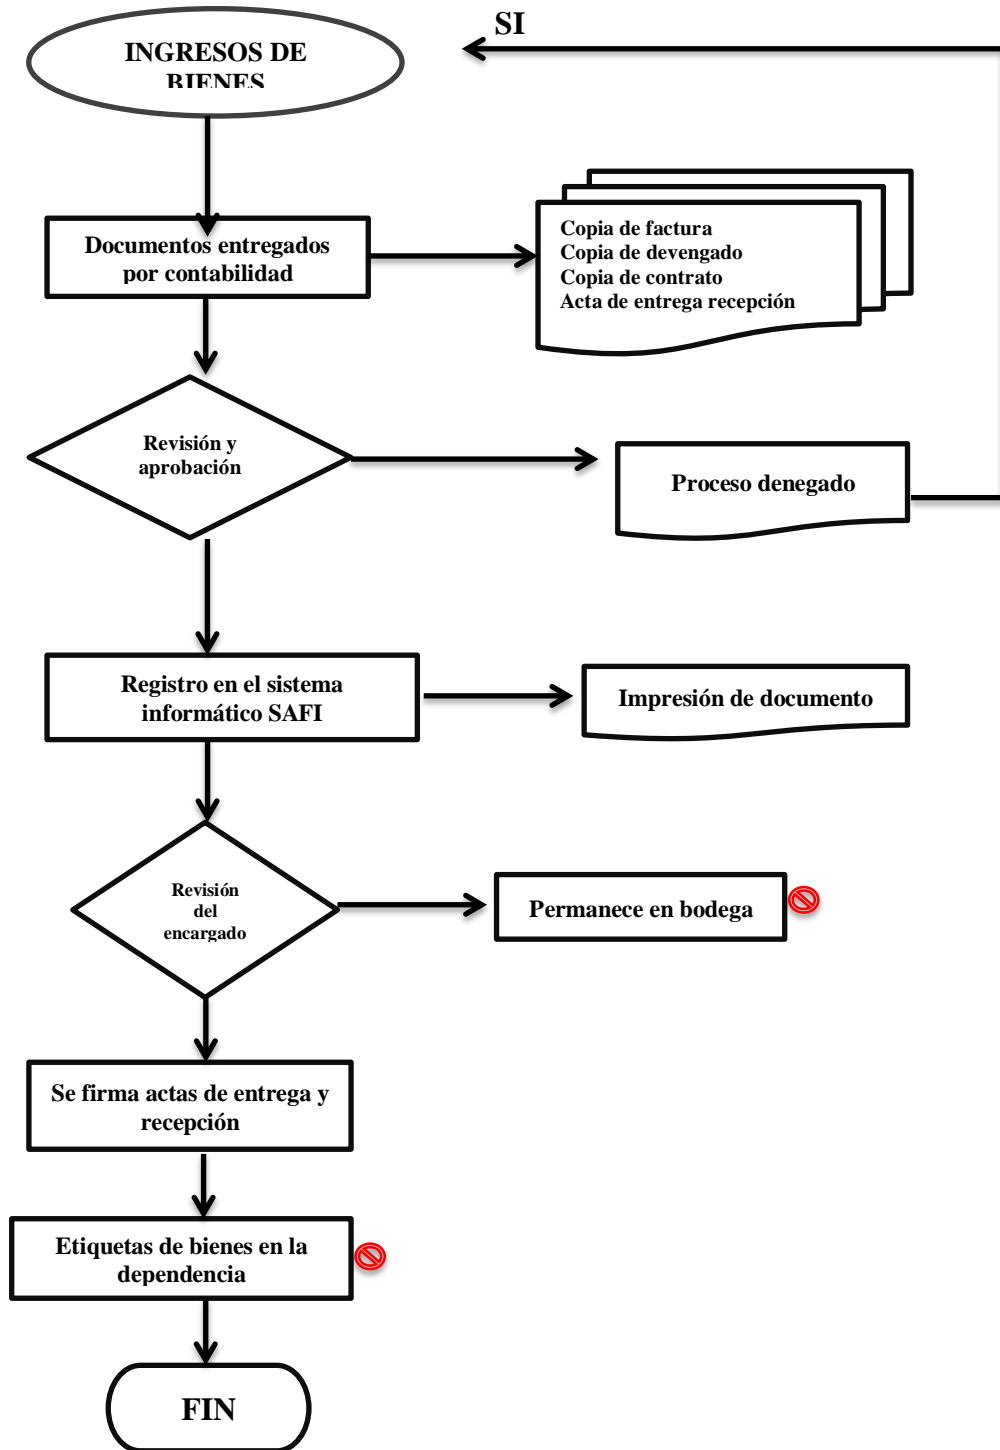 INGRESOS DE
BIENES
SI
Documentos entregados
por contabilidad
Copia de factura
Copia de devengado
Copia de contrato
Acta de entrega recepción
Revisión y
aprobación
Proceso denegado
Registro en el sistema
informático SAFI
Impresión de documento
Revisión
del
encargado
Permanece en bodega
Se firma actas de entrega y
recepción
Etiquetas de bienes en la
dependencia
FIN